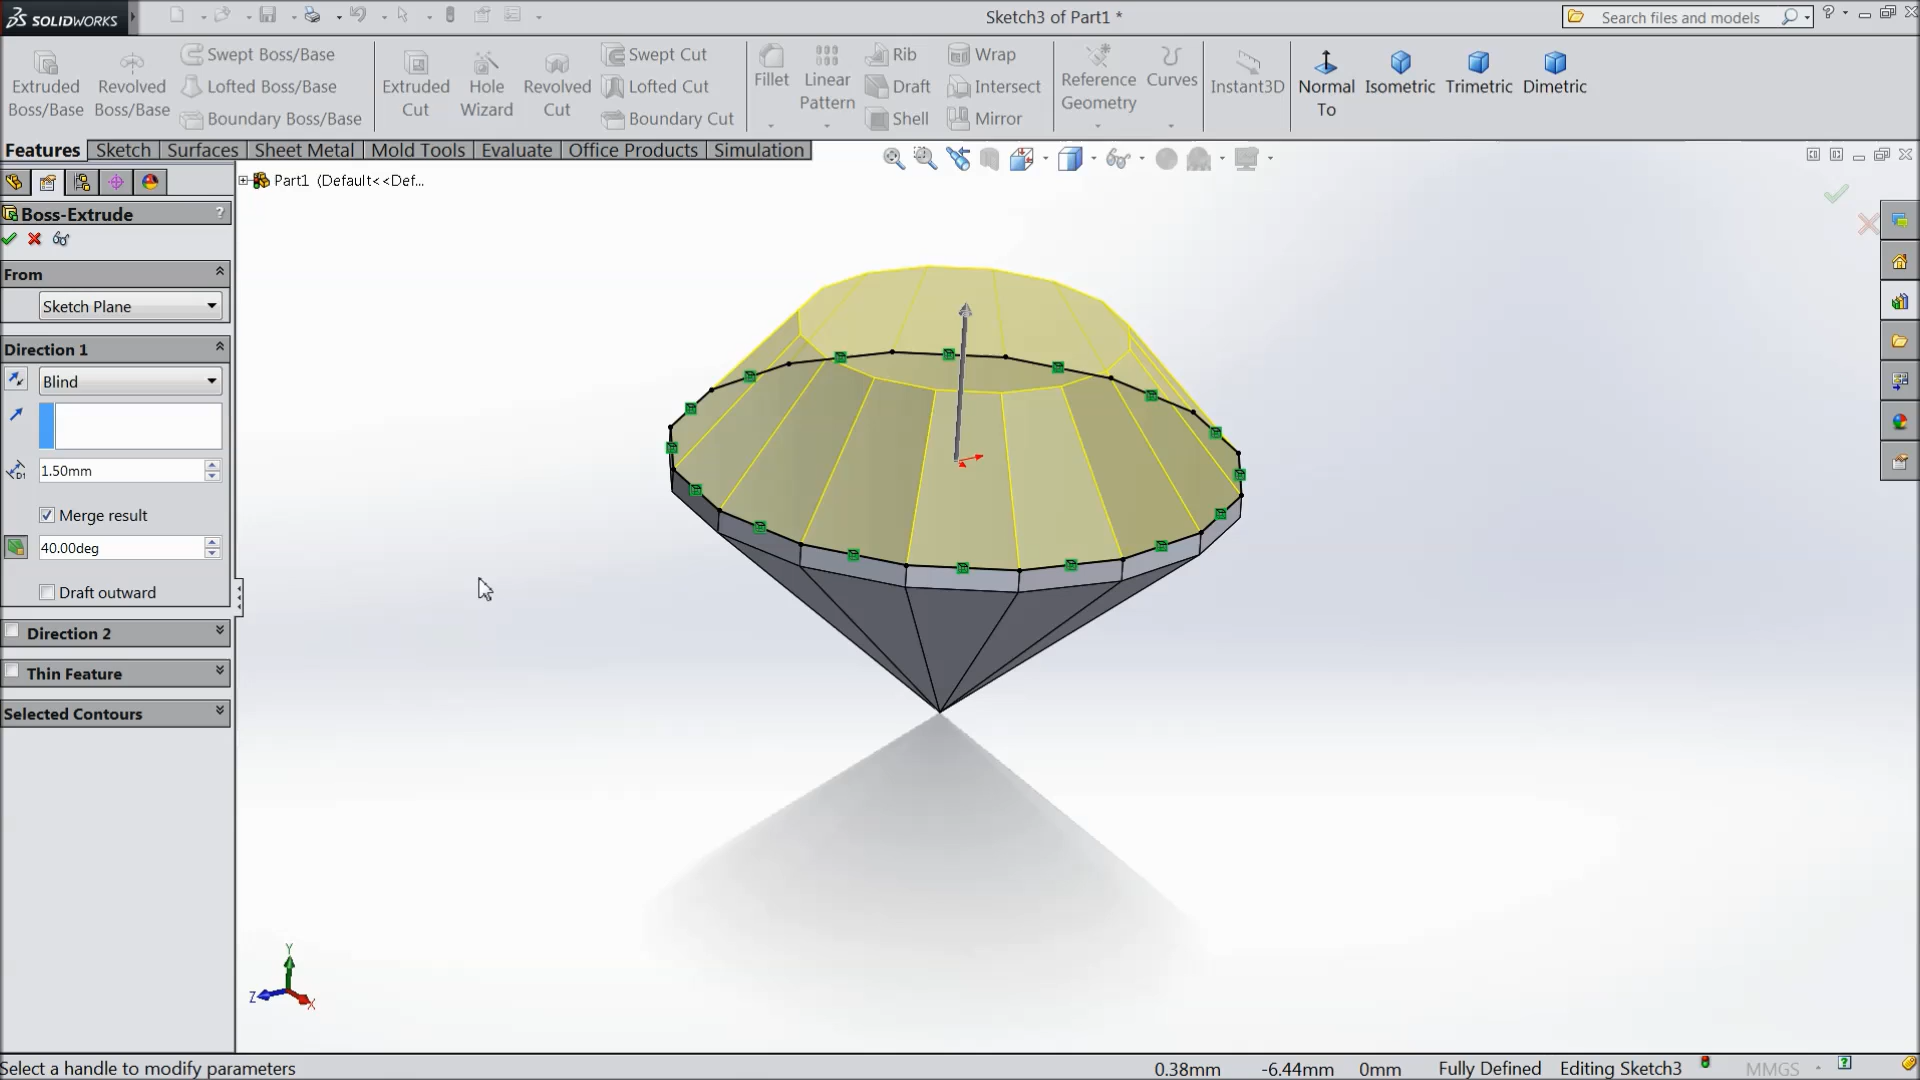 SOLIDWORKS
Sketch3 of Part1 *
Search files and models
?
Extruded Boss/Base
Revolved Boss/Base
Swept Boss/Base
Lofted Boss/Base
Boundary Boss/Base
Extruded Cut
Hole Wizard
Revolved Cut
Swept Cut
Lofted Cut
Boundary Cut
Fillet
Linear Pattern
Rib
Draft
Shell
Wrap
Intersect
Mirror
Reference Geometry
Curves
Instant3D
Normal To
Isometric
Trimetric
Dimetric
Features
Sketch
Surfaces
Sheet Metal
Mold Tools
Evaluate
Office Products
Simulation
Part1 (Default<<Def...
Boss-Extrude
?
From
Sketch Plane
Direction 1
Blind
D1
1.50mm
Merge result
40.00deg
Draft outward
Direction 2
Thin Feature
Selected Contours
Y
Z
X
Select a handle to modify parameters
0.38mm
-6.44mm
0mm
Fully Defined
Editing Sketch3
MMGS
?